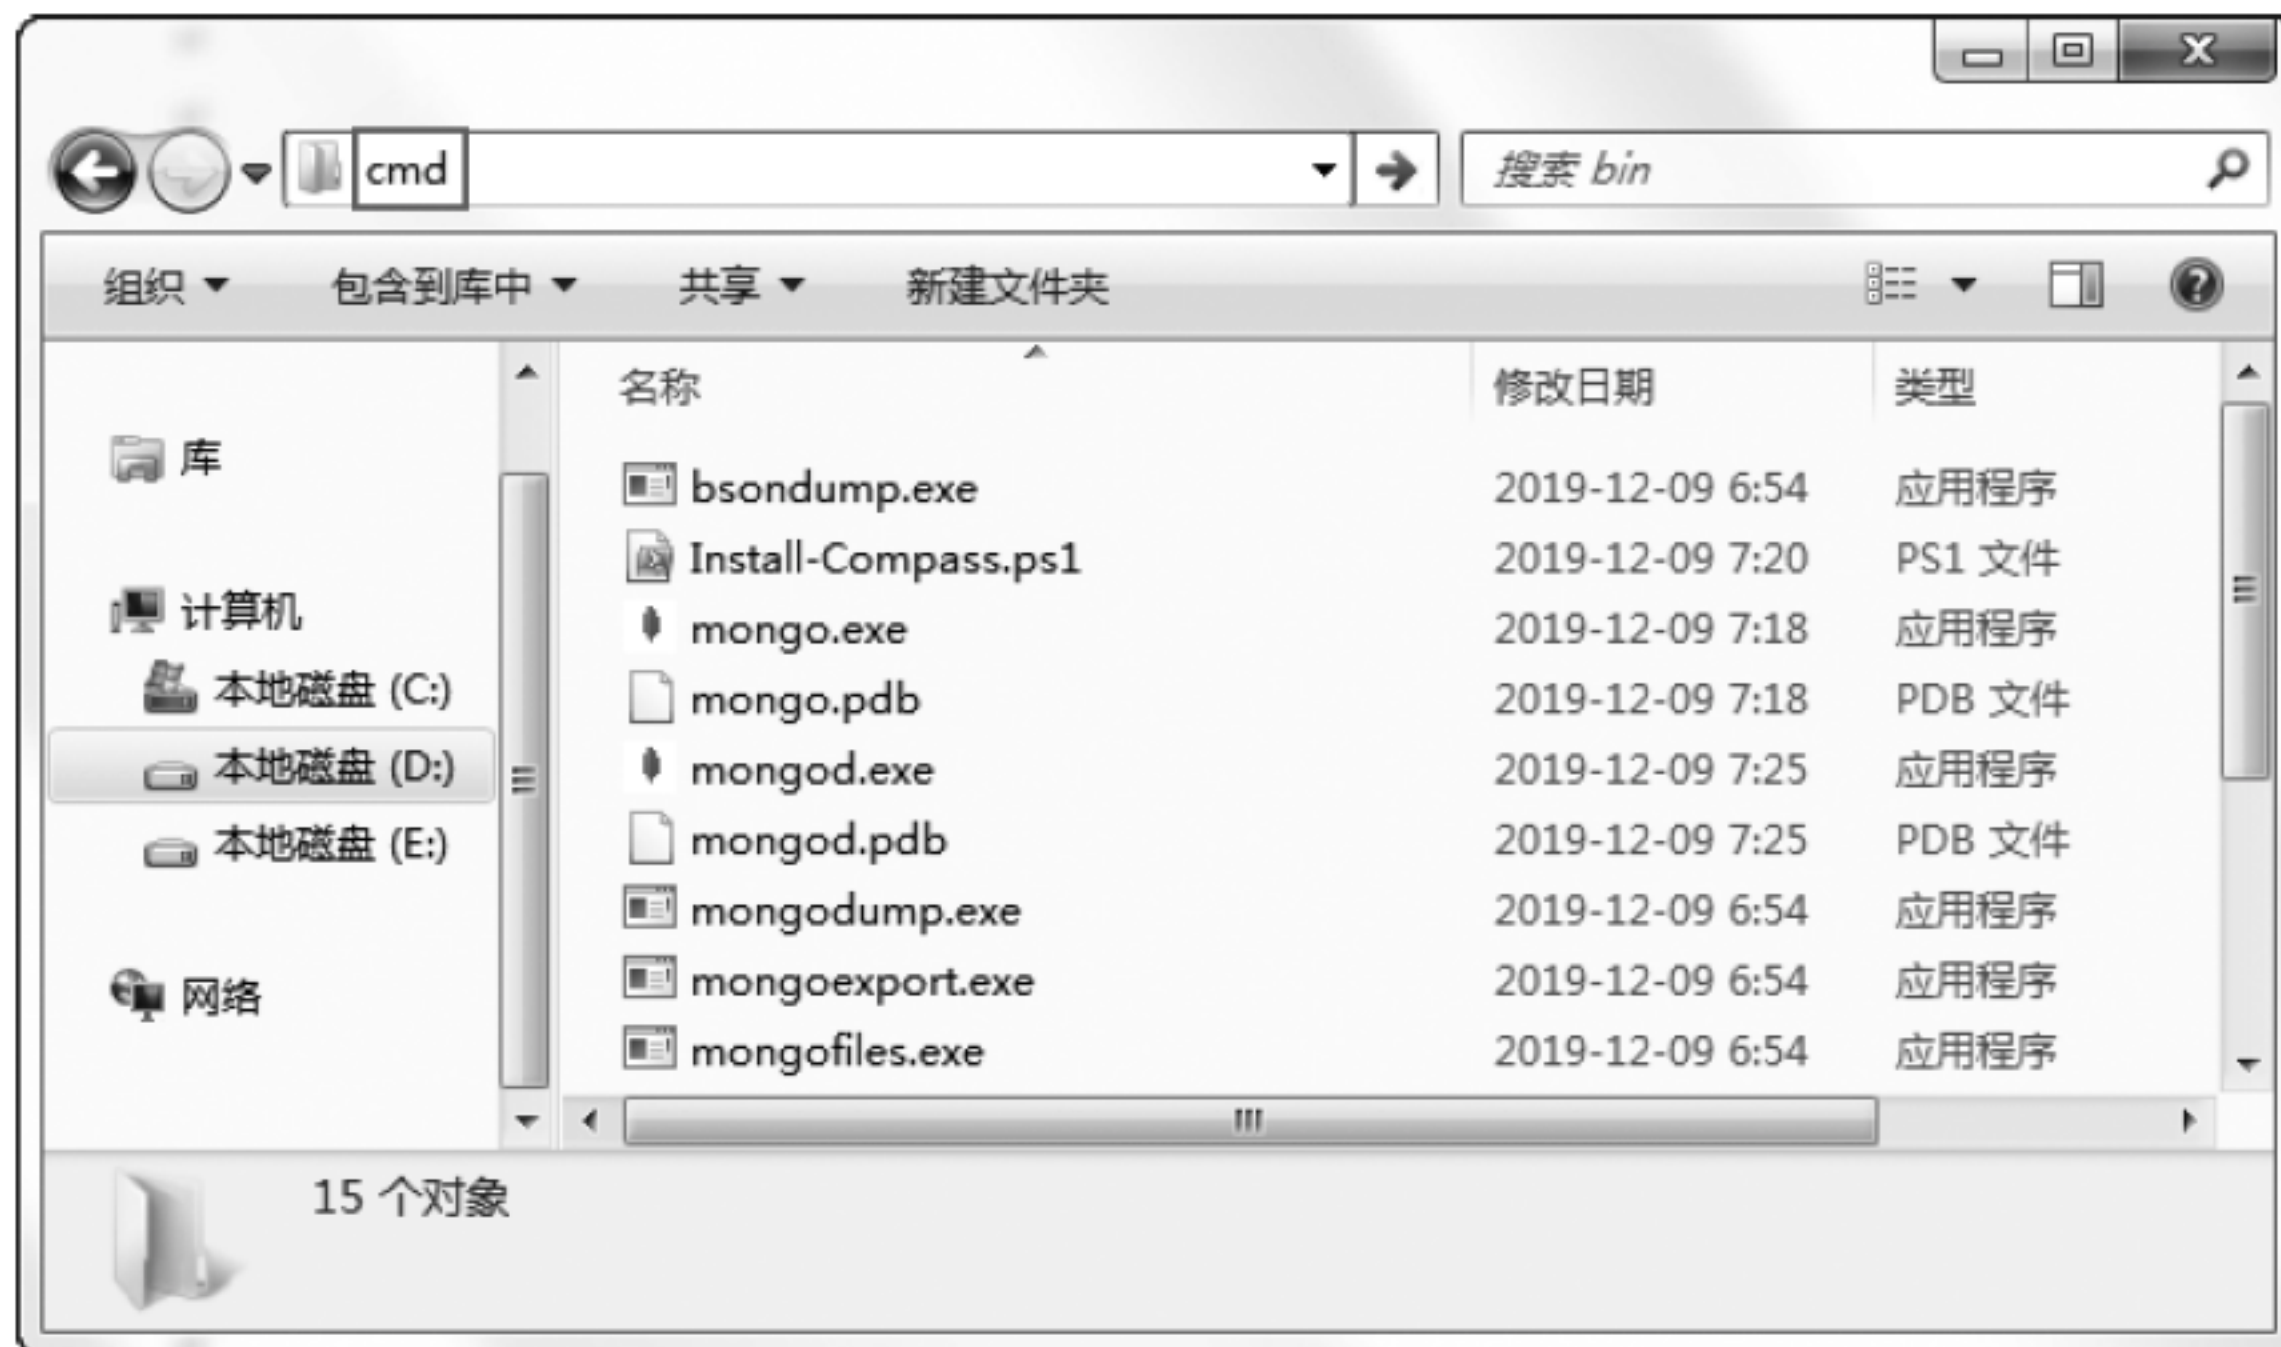 cmd
搜索 bin
组织 包含到库中 共享 新建文件夹
名称 修改日期 类型
库
计算机
本地磁盘 (C:)
本地磁盘 (D:)
本地磁盘 (E:)
网络
bsondump.exe 2019-12-09 6:54 应用程序
Install-Compass.ps1 2019-12-09 7:20 PS1 文件
mongo.exe 2019-12-09 7:18 应用程序
mongo.pdb 2019-12-09 7:18 PDB 文件
mongod.exe 2019-12-09 7:25 应用程序
mongod.pdb 2019-12-09 7:25 PDB 文件
mongodump.exe 2019-12-09 6:54 应用程序
mongoexport.exe 2019-12-09 6:54 应用程序
mongofiles.exe 2019-12-09 6:54 应用程序
15 个对象